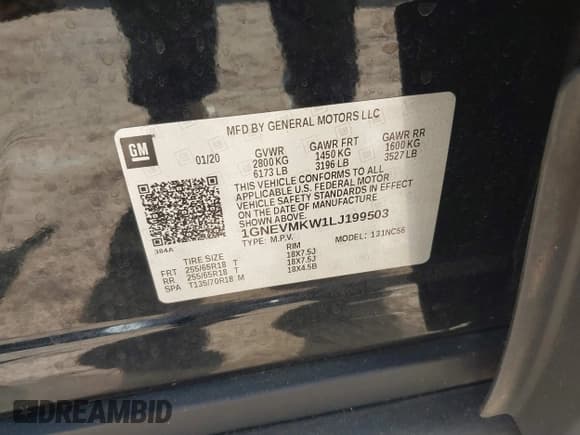 MFD BY GENERAL MOTORS LLC
GM
01/20
GVWR GAWR FRT GAWR RR
2800 KG 1450 KG 1600 KG
6173 LB 3196 LB 3527 LB
THIS VEHICLE CONFORMS TO ALL
APPLICABLE U.S. FEDERAL MOTOR
VEHICLE SAFETY STANDARDS IN EFFECT
ON THE DATE OF MANUFACTURE
SHOWN ABOVE.
1GNEVMKW1LJ199503
TYPE: M.P.V. MODEL: 131NC56
384A
TIRE SIZE RIM
FRT 255/65R18 T 18X7.5J
RR 255/65R18 T 18X7.5J
SPA T135/70R18 M 18X4.5B
DREAMBID